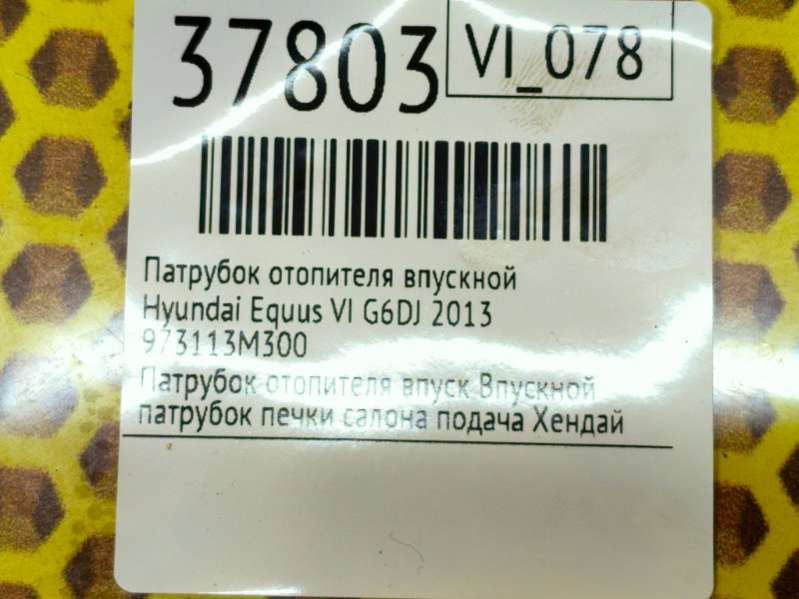 37803 VI_078
Патрубок отопителя впускной
Hyundai Equus VI G6DJ 2013
973113M300
Патрубок отопителя впуск Впускной
патрубок печки салона подача Хендай